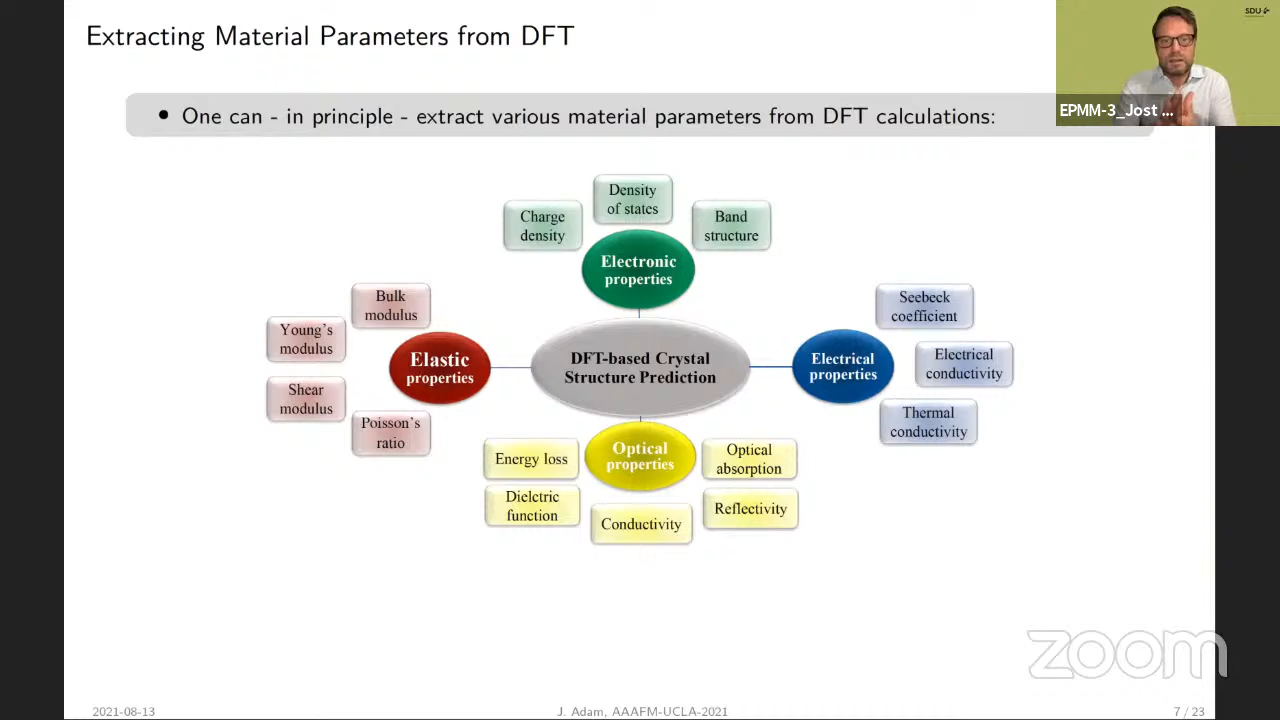 Extracting Material Parameters from DFT
SDU
EPMM-3_Jost ...
• One can - in principle - extract various material parameters from DFT calculations:
Density
of states
Charge
density
Band
structure
Electronic
properties
Bulk
modulus
Young's
modulus
Shear
modulus
Poisson's
ratio
Elastic
properties
DFT-based Crystal
Structure Prediction
Electrical
properties
Seebeck
coefficient
Electrical
conductivity
Thermal
conductivity
Optical
properties
Energy loss
Dielctric
function
Conductivity
Optical
absorption
Reflectivity
zoom
2021-08-13
J. Adam, AAAFM-UCLA-2021
7 / 23